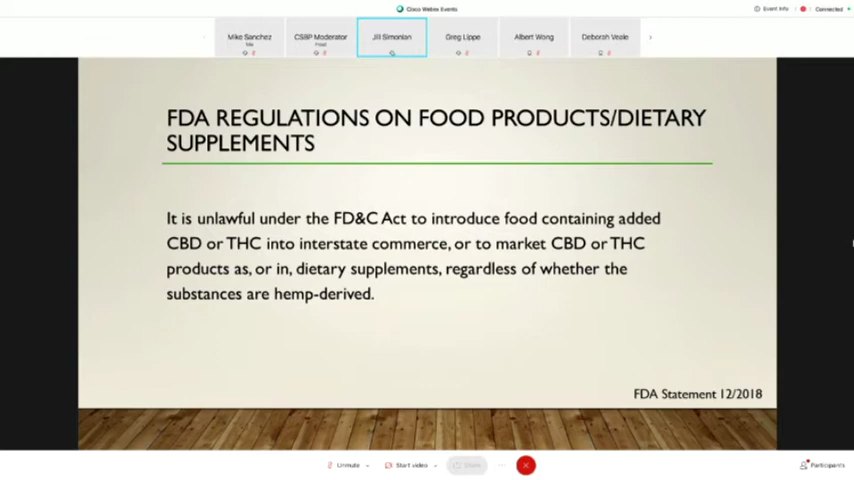 Cisco Webex Events
Event Info
Connected
Mike Sanchez
Me
CSBP Moderator
Host
Jill Simonian
Greg Lippe
Albert Wong
Deborah Veale
FDA REGULATIONS ON FOOD PRODUCTS/DIETARY
SUPPLEMENTS
It is unlawful under the FD&C Act to introduce food containing added
CBD or THC into interstate commerce, or to market CBD or THC
products as, or in, dietary supplements, regardless of whether the
substances are hemp-derived.
FDA Statement 12/2018
Unmute
Start video
Share
Participants